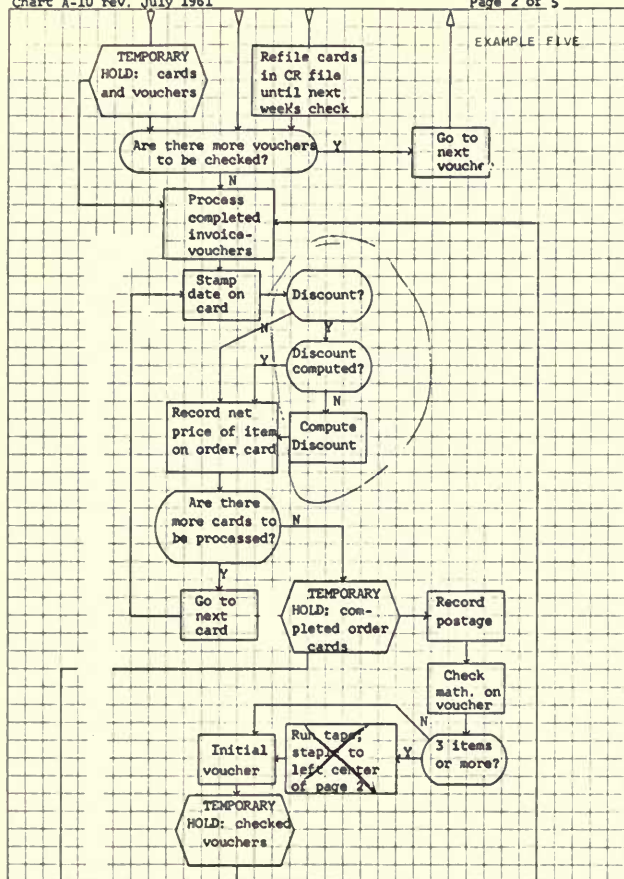 Chart A-10 rev. July 1961
Page 2 of 5
EXAMPLE FIVE
TEMPORARY
HOLD: cards
and vouchers
Refile cards
in CR file
until next
weeks check
Are there more vouchers
to be checked?
Y
Go to
next
voucher
N
Process
completed
invoice-
vouchers
Stamp
date on
card
Discount?
N
Y
Discount
computed?
Y
N
Record net
price of item
on order card
Compute
Discount
Are there
more cards to
be processed?
N
Y
Go to
next
card
TEMPORARY
HOLD: com-
pleted order
cards
Record
postage
Check
math. on
voucher
N
3 items
or more?
Y
Run tape;
staple to
left center
of page 2
Initial
voucher
TEMPORARY
HOLD: checked
vouchers